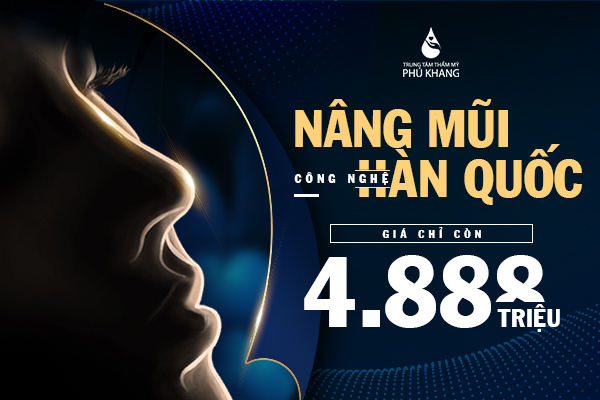 TRUNG TÂM THẨM MỸ
PHÚ KHANG
NÂNG MŨI
CÔNG NGHỆ
HÀN QUỐC
GIÁ CHỈ CÒN
4.888
TRIỆU